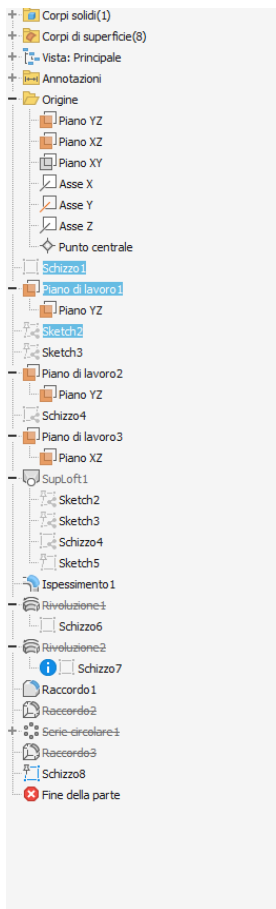 Corpi solidi(1)
Corpi di superficie(8)
Vista: Principale
Annotazioni
Origine
Piano YZ
Piano XZ
Piano XY
Asse X
Asse Y
Asse Z
Punto centrale
Schizzo1
Piano di lavoro1
Piano YZ
Sketch2
Sketch3
Piano di lavoro2
Piano YZ
Schizzo4
Piano di lavoro3
Piano XZ
SupLoft1
Sketch2
Sketch3
Schizzo4
Sketch5
Ispessimento1
Rivoluzione1
Schizzo6
Rivoluzione2
Schizzo7
Raccordo1
Raccordo2
Serie circolare1
Raccordo3
Schizzo8
Fine della parte